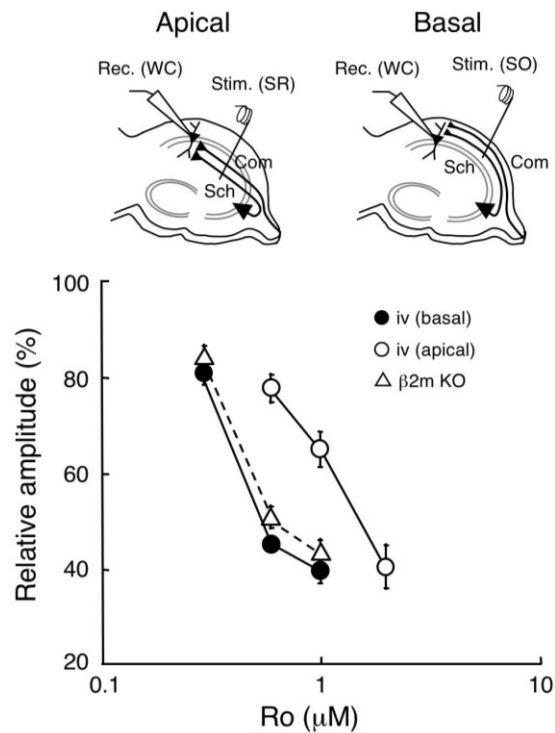 Apical
Basal
Rec. (WC)
Stim. (SR)
Com
Sch
Rec. (WC)
Stim. (SO)
Sch
Com
100
80
60
40
20
Relative amplitude (%)
iv (basal)
iv (apical)
β2m KO
0.1
1
10
Ro (μM)